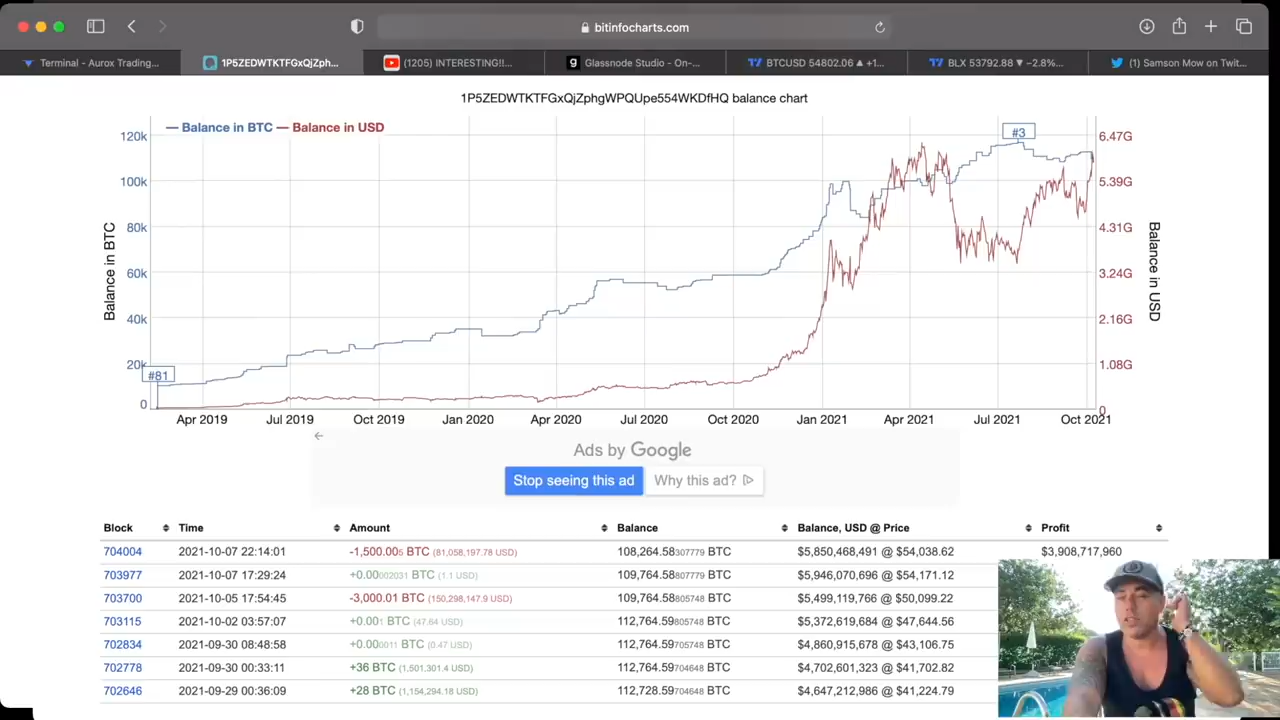 bitinfocharts.com
Terminal - Aurox Trading...
1P5ZEDWTKTFGxQjZph...
(1205) INTERESTING!!...
Glassnode Studio - On-...
BTCUSD 54802.06 ▲ +1...
BLX 53792.88 ▼ −2.8%...
(1) Samson Mow on Twit...
1P5ZEDWTKTFGxQjZphgWPQUpe554WKDfHQ balance chart
Balance in BTC Balance in USD
#3
#81
120k
100k
80k
60k
40k
20k
0
Balance in BTC
6.47G
5.39G
4.31G
3.24G
2.16G
1.08G
0
Balance in USD
Apr 2019 Jul 2019 Oct 2019 Jan 2020 Apr 2020 Jul 2020 Oct 2020 Jan 2021 Apr 2021 Jul 2021 Oct 2021
Ads by Google
Stop seeing this ad Why this ad?
Block Time Amount Balance Balance, USD @ Price Profit
704004 2021-10-07 22:14:01 -1,500.005 BTC (81,058,197.78 USD) 108,264.58307779 BTC $5,850,468,491 @ $54,038.62 $3,908,717,960
703977 2021-10-07 17:29:24 +0.00002031 BTC (1.1 USD) 109,764.58807779 BTC $5,946,070,696 @ $54,171.12
703700 2021-10-05 17:54:45 -3,000.01 BTC (150,298,147.9 USD) 109,764.58805748 BTC $5,499,119,766 @ $50,099.22
703115 2021-10-02 03:57:07 +0.001 BTC (47.64 USD) 112,764.59805748 BTC $5,372,619,684 @ $47,644.56
702834 2021-09-30 08:48:58 +0.000011 BTC (0.47 USD) 112,764.59705748 BTC $4,860,915,678 @ $43,106.75
702778 2021-09-30 00:33:11 +36 BTC (1,501,301.4 USD) 112,764.59704648 BTC $4,702,601,323 @ $41,702.82
702646 2021-09-29 00:36:09 +28 BTC (1,154,294.18 USD) 112,728.59704648 BTC $4,647,212,986 @ $41,224.79